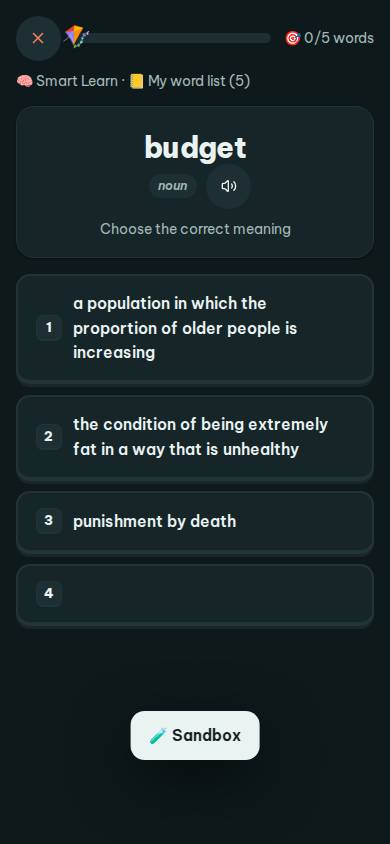 0/5 words
Smart Learn · My word list (5)
budget
noun
Choose the correct meaning
1
a population in which the
proportion of older people is
increasing
2
the condition of being extremely
fat in a way that is unhealthy
3
punishment by death
4
Sandbox